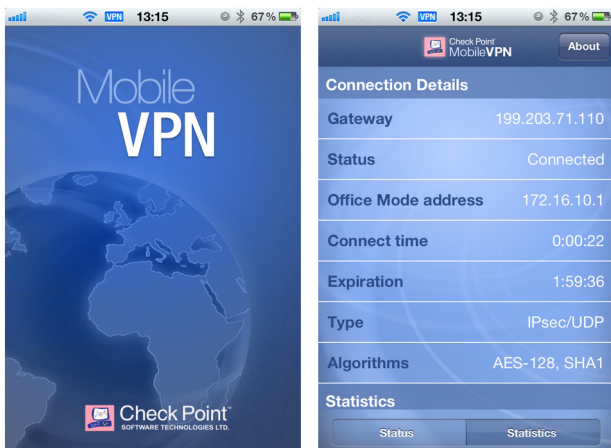 VPN 13:15 67%
Mobile
VPN
Check Point™
SOFTWARE TECHNOLOGIES LTD.
VPN 13:15 67%
Check Point
MobileVPN
About
Connection Details
Gateway 199.203.71.110
Status Connected
Office Mode address 172.16.10.1
Connect time 0:00:22
Expiration 1:59:36
Type IPsec/UDP
Algorithms AES-128, SHA1
Statistics
Status Statistics